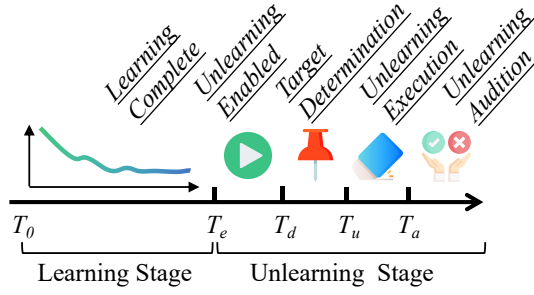 Learning
Complete
Unlearning
Enabled
Target
Determination
Unlearning
Execution
Unlearning
Audition
T0
Te
Td
Tu
Ta
Learning Stage
Unlearning Stage